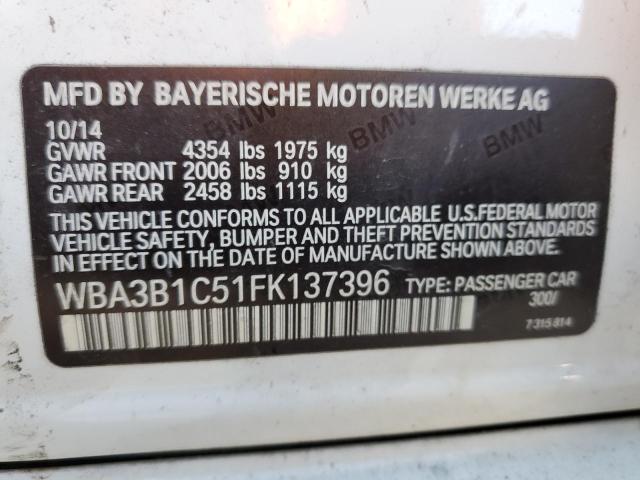 MFD BY BAYERISCHE MOTOREN WERKE AG
10/14
GVWR 4354 lbs 1975 kg
GAWR FRONT 2006 lbs 910 kg
GAWR REAR 2458 lbs 1115 kg
THIS VEHICLE CONFORMS TO ALL APPLICABLE U.S.FEDERAL MOTOR
VEHICLE SAFETY, BUMPER AND THEFT PREVENTION STANDARDS
IN EFFECT ON THE DATE OF MANUFACTURE SHOWN ABOVE.
WBA3B1C51FK137396 TYPE: PASSENGER CAR
300/
7315814
BMW
BMW
BMW